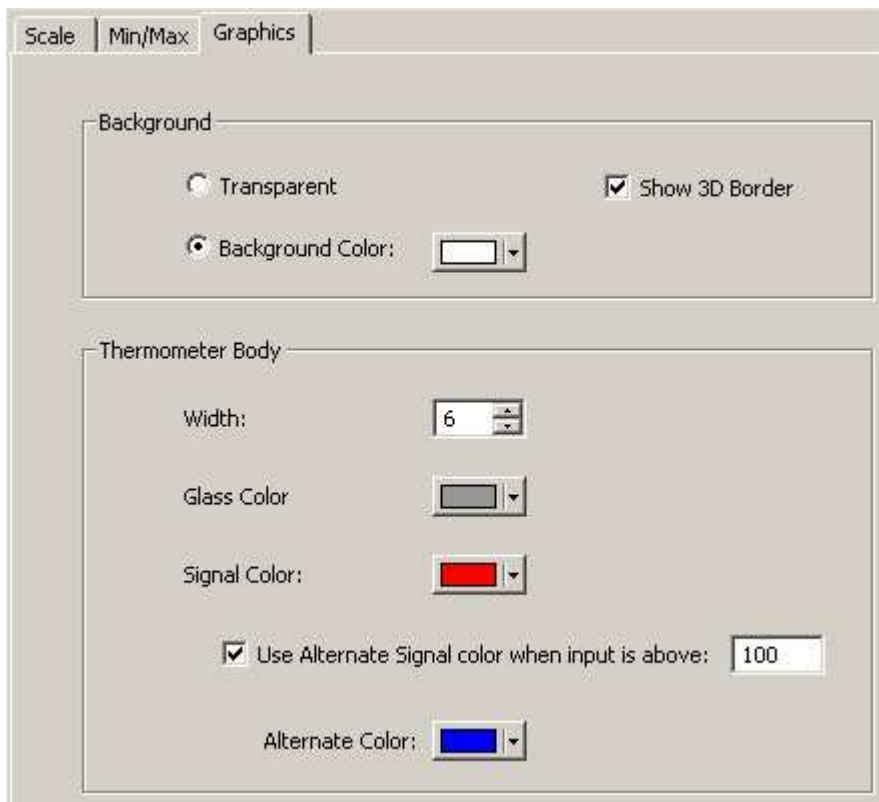 Scale Min/Max Graphics
Background
Transparent Show 3D Border
Background Color:
Thermometer Body
Width: 6
Glass Color
Signal Color:
Use Alternate Signal color when input is above: 100
Alternate Color: